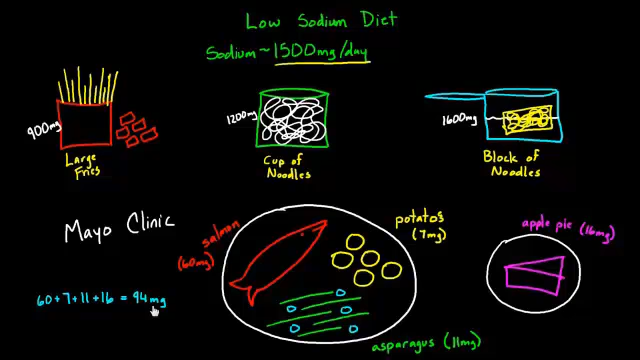 Low Sodium Diet
Sodium ~ 1500mg/day
900mg
Large
Fries
1200mg
Cup of
Noodles
1600mg
Block of
Noodles
Mayo Clinic
salmon
(60mg)
potatos
(7mg)
apple pie (16mg)
60+7+11+16 = 94mg
asparagus (11mg)